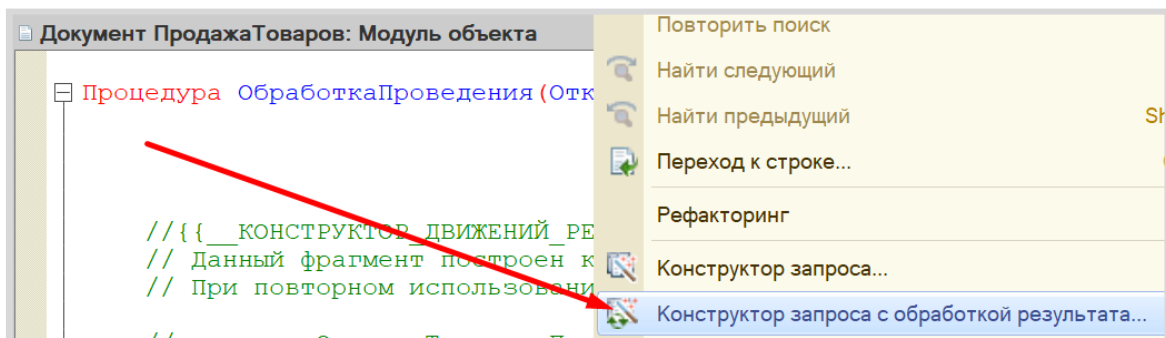 Документ ПродажаТоваров: Модуль объекта
Процедура ОбработкаПроведения(Отк
//{{__КОНСТРУКТОР_ДВИЖЕНИЙ_РЕ
// Данный фрагмент построен к
// При повторном использовани
Повторить поиск
Найти следующий
Найти предыдущий Sh
Переход к строке...
Рефакторинг
Конструктор запроса...
Конструктор запроса с обработкой результата...